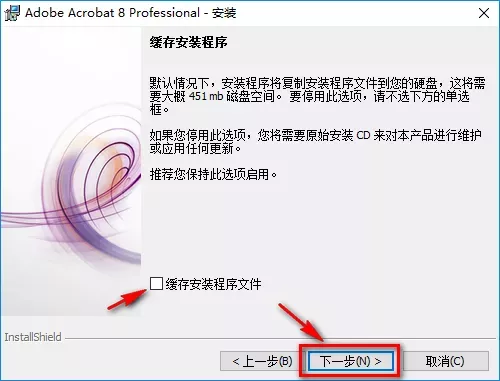 Adobe Acrobat 8 Professional - 安装
缓存安装程序
默认情况下，安装程序将复制安装程序文件到您的硬盘，这将需
要大概 451 mb 磁盘空间。 要停用此选项，请不选下方的单选
框。
如果您停用此选项，您将需要原始安装 CD 来对本产品进行维护
或应用任何更新。
推荐您保持此选项启用。
缓存安装程序文件
InstallShield
< 上一步(B)
下一步(N) >
取消(C)